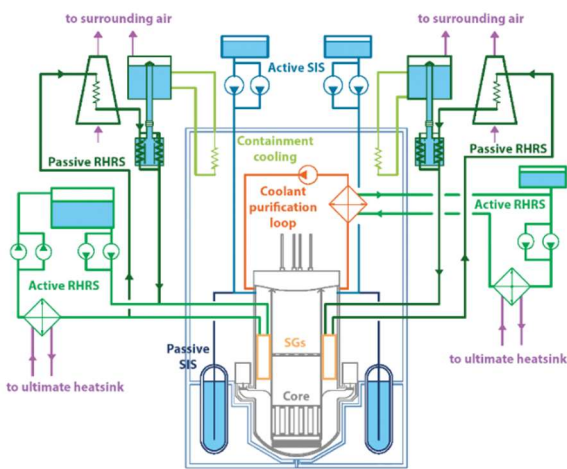 to surrounding air
to surrounding air
Active SIS
Passive RHRS
Passive RHRS
Containment
cooling
Coolant
purification
loop
Active RHRS
Active RHRS
Passive
SIS
SGs
Core
to ultimate heatsink
to ultimate heatsink